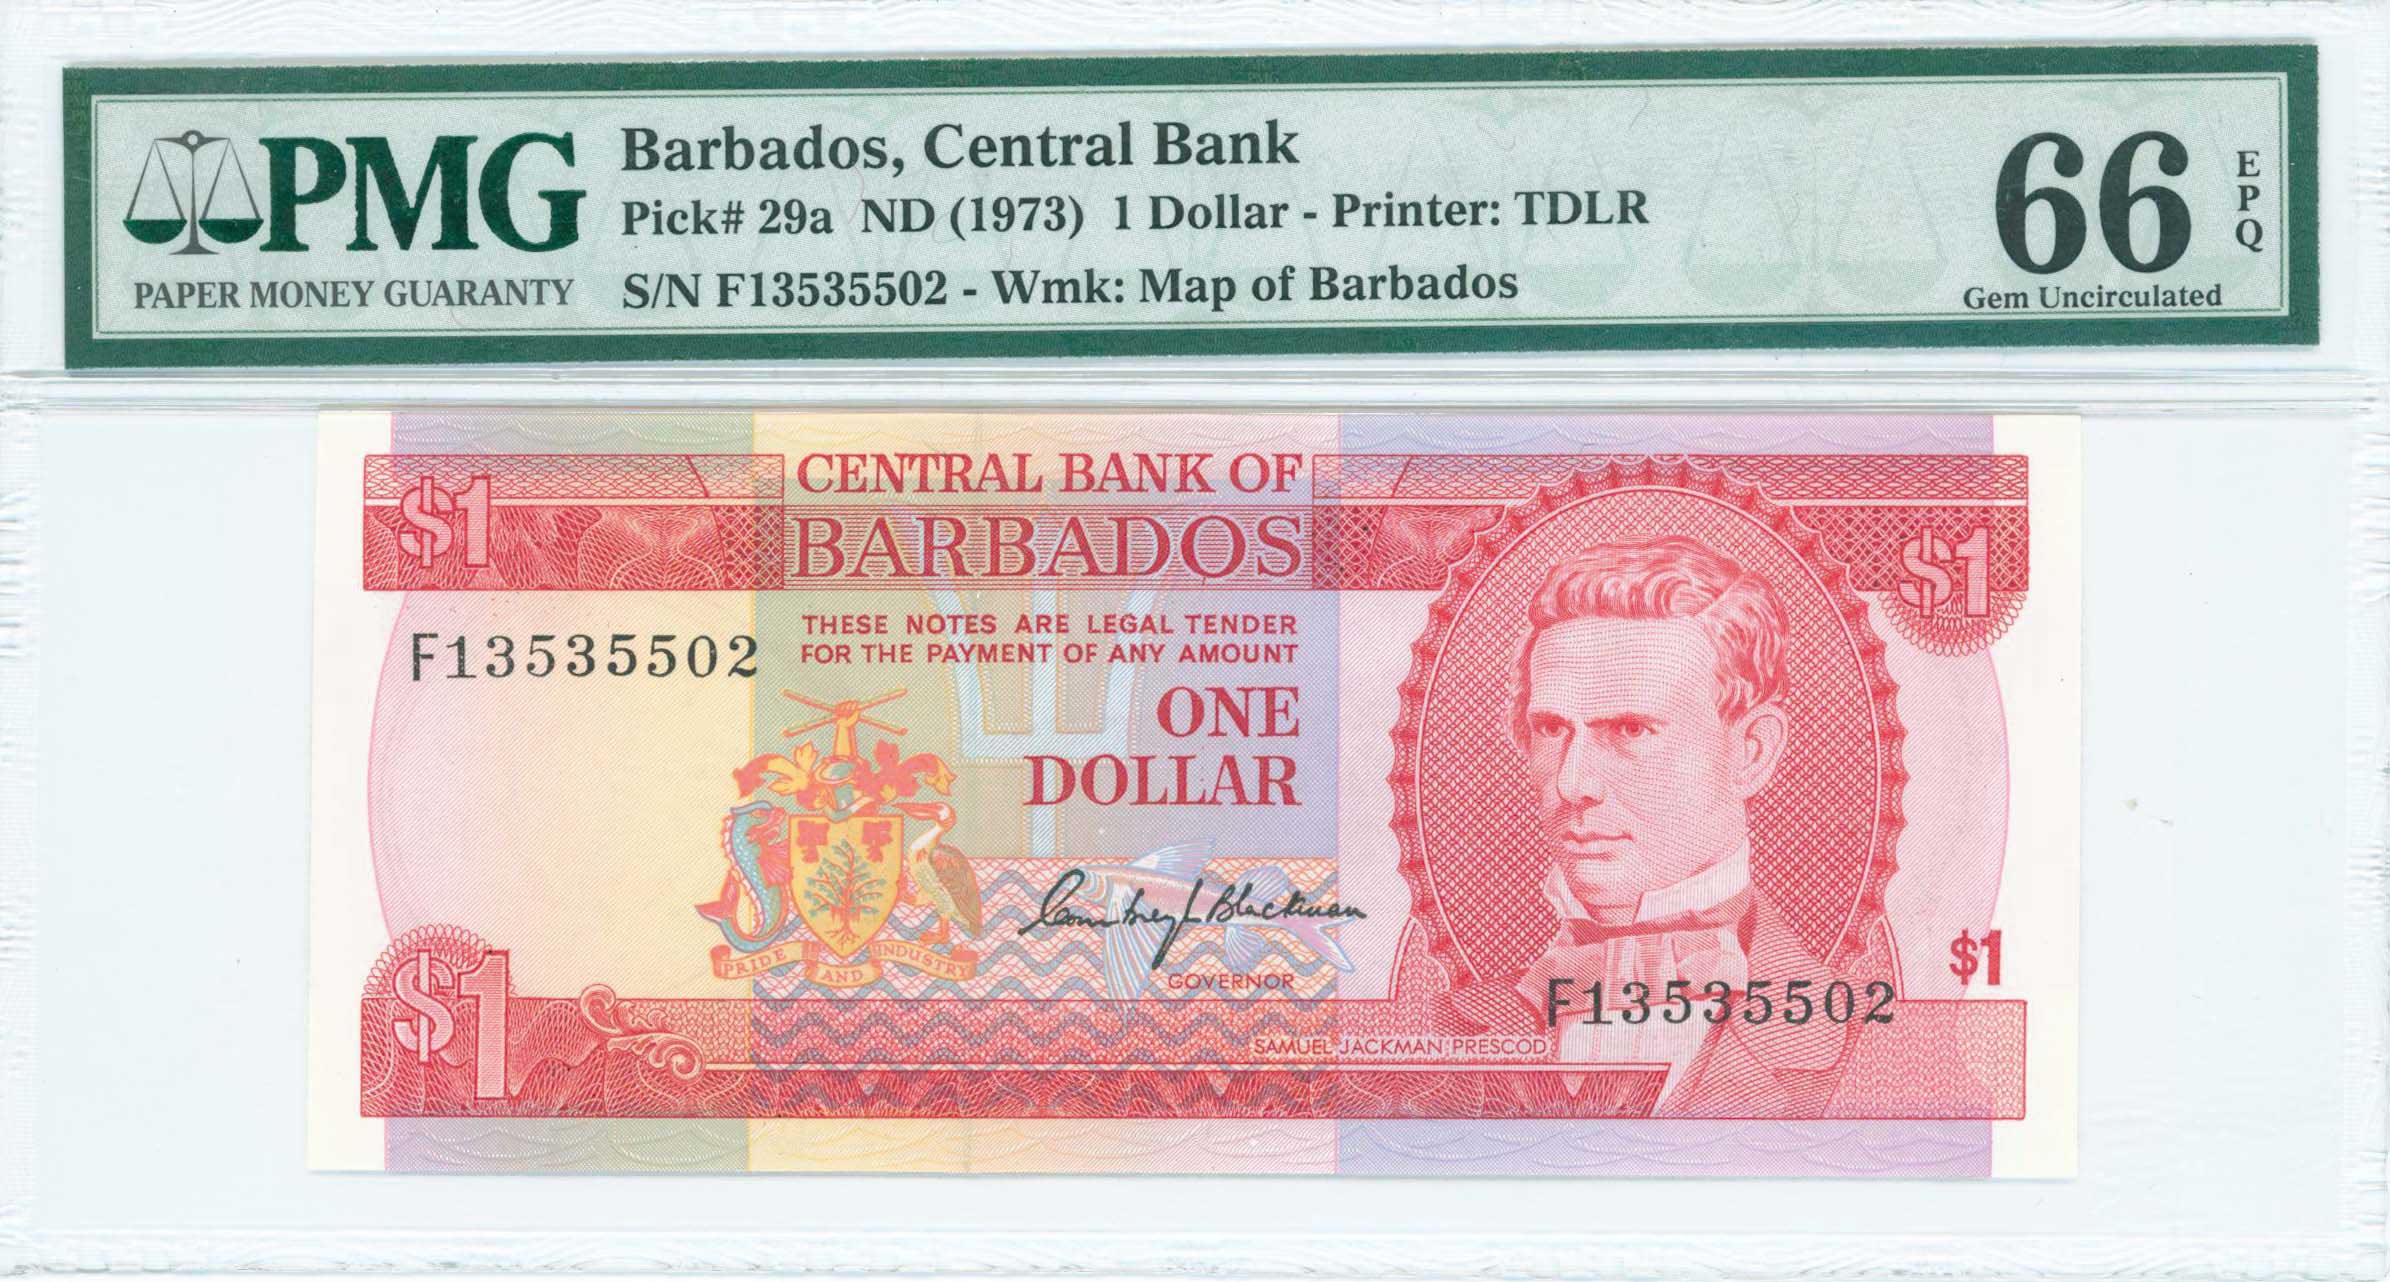 PMG
PAPER MONEY GUARANTY
Barbados, Central Bank
Pick# 29a ND (1973) 1 Dollar - Printer: TDLR
S/N F13535502 - Wmk: Map of Barbados
66
EPQ
Gem Uncirculated
$1
CENTRAL BANK OF
BARBADOS
$1
THESE NOTES ARE LEGAL TENDER
FOR THE PAYMENT OF ANY AMOUNT
F13535502
ONE
DOLLAR
Courtney Blackman
PRIDE AND INDUSTRY
GOVERNOR
$1
$1
F13535502
SAMUEL JACKMAN PRESCOD